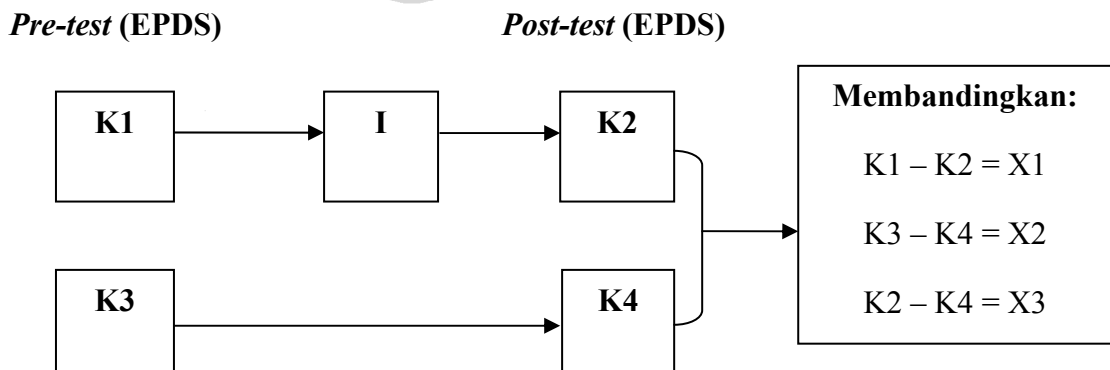 Pre-test (EPDS) Post-test (EPDS)
K1 I K2
K3 K4
Membandingkan:
K1 – K2 = X1
K3 – K4 = X2
K2 – K4 = X3